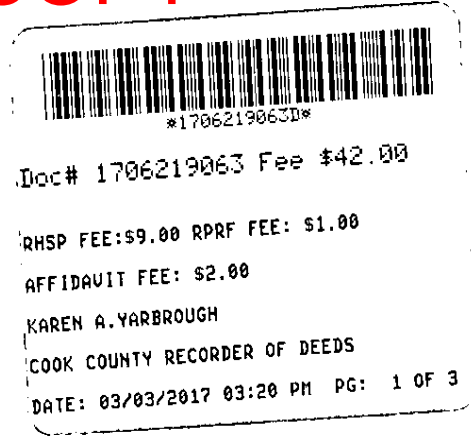 *1706219063D*
Doc# 1706219063 Fee $42.00
RHSP FEE:$9.00 RPRF FEE: $1.00
AFFIDAVIT FEE: $2.00
KAREN A.YARBROUGH
COOK COUNTY RECORDER OF DEEDS
DATE: 03/03/2017 03:20 PM PG: 1 OF 3